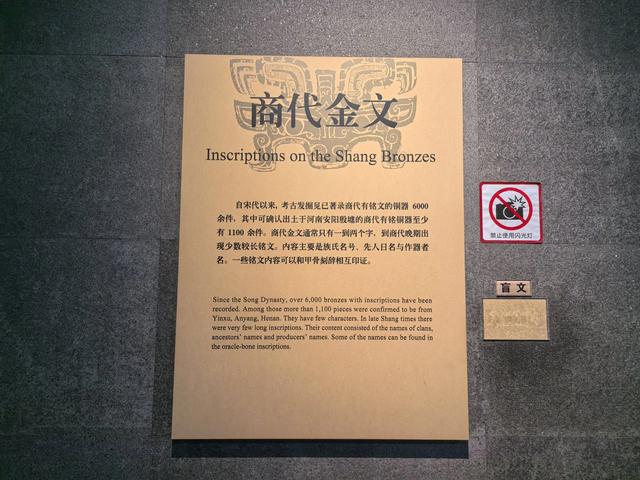 商代金文
Inscriptions on the Shang Bronzes
自宋代以来，考古发掘见已著录商代有铭文的铜器 6000
余件，其中可确认出土于河南安阳殷墟的商代有铭铜器至少
有 1100 余件。商代金文通常只有一到两个字，到商代晚期出
现少数较长铭文。内容主要是族氏名号、先人日名与作器者
名。一些铭文内容可以和甲骨刻辞相互印证。
Since the Song Dynasty, over 6,000 bronzes with inscriptions have been
recorded. Among those more than 1,100 pieces were confirmed to be from
Yinxu, Anyang, Henan. They have few characters. In late Shang times there
were very few long inscriptions. Their content consisted of the names of clans,
ancestors' names and producers' names. Some of the names can be found in
the oracle-bone inscriptions.
禁止使用闪光灯
盲文